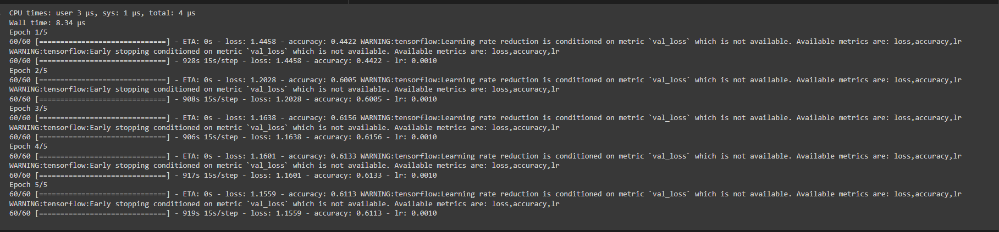 CPU times: user 3 µs, sys: 1 µs, total: 4 µs
Wall time: 8.34 µs
Epoch 1/5
60/60 [==============================] - ETA: 0s - loss: 1.4458 - accuracy: 0.4422 WARNING:tensorflow:Learning rate reduction is conditioned on metric `val_loss` which is not available. Available metrics are: loss,accuracy,lr
WARNING:tensorflow:Early stopping conditioned on metric `val_loss` which is not available. Available metrics are: loss,accuracy,lr
60/60 [==============================] - 928s 15s/step - loss: 1.4458 - accuracy: 0.4422 - lr: 0.0010
Epoch 2/5
60/60 [==============================] - ETA: 0s - loss: 1.2028 - accuracy: 0.6005 WARNING:tensorflow:Learning rate reduction is conditioned on metric `val_loss` which is not available. Available metrics are: loss,accuracy,lr
WARNING:tensorflow:Early stopping conditioned on metric `val_loss` which is not available. Available metrics are: loss,accuracy,lr
60/60 [==============================] - 908s 15s/step - loss: 1.2028 - accuracy: 0.6005 - lr: 0.0010
Epoch 3/5
60/60 [==============================] - ETA: 0s - loss: 1.1638 - accuracy: 0.6156 WARNING:tensorflow:Learning rate reduction is conditioned on metric `val_loss` which is not available. Available metrics are: loss,accuracy,lr
WARNING:tensorflow:Early stopping conditioned on metric `val_loss` which is not available. Available metrics are: loss,accuracy,lr
60/60 [==============================] - 906s 15s/step - loss: 1.1638 - accuracy: 0.6156 - lr: 0.0010
Epoch 4/5
60/60 [==============================] - ETA: 0s - loss: 1.1601 - accuracy: 0.6133 WARNING:tensorflow:Learning rate reduction is conditioned on metric `val_loss` which is not available. Available metrics are: loss,accuracy,lr
WARNING:tensorflow:Early stopping conditioned on metric `val_loss` which is not available. Available metrics are: loss,accuracy,lr
60/60 [==============================] - 917s 15s/step - loss: 1.1601 - accuracy: 0.6133 - lr: 0.0010
Epoch 5/5
60/60 [==============================] - ETA: 0s - loss: 1.1559 - accuracy: 0.6113 WARNING:tensorflow:Learning rate reduction is conditioned on metric `val_loss` which is not available. Available metrics are: loss,accuracy,lr
WARNING:tensorflow:Early stopping conditioned on metric `val_loss` which is not available. Available metrics are: loss,accuracy,lr
60/60 [==============================] - 919s 15s/step - loss: 1.1559 - accuracy: 0.6113 - lr: 0.0010